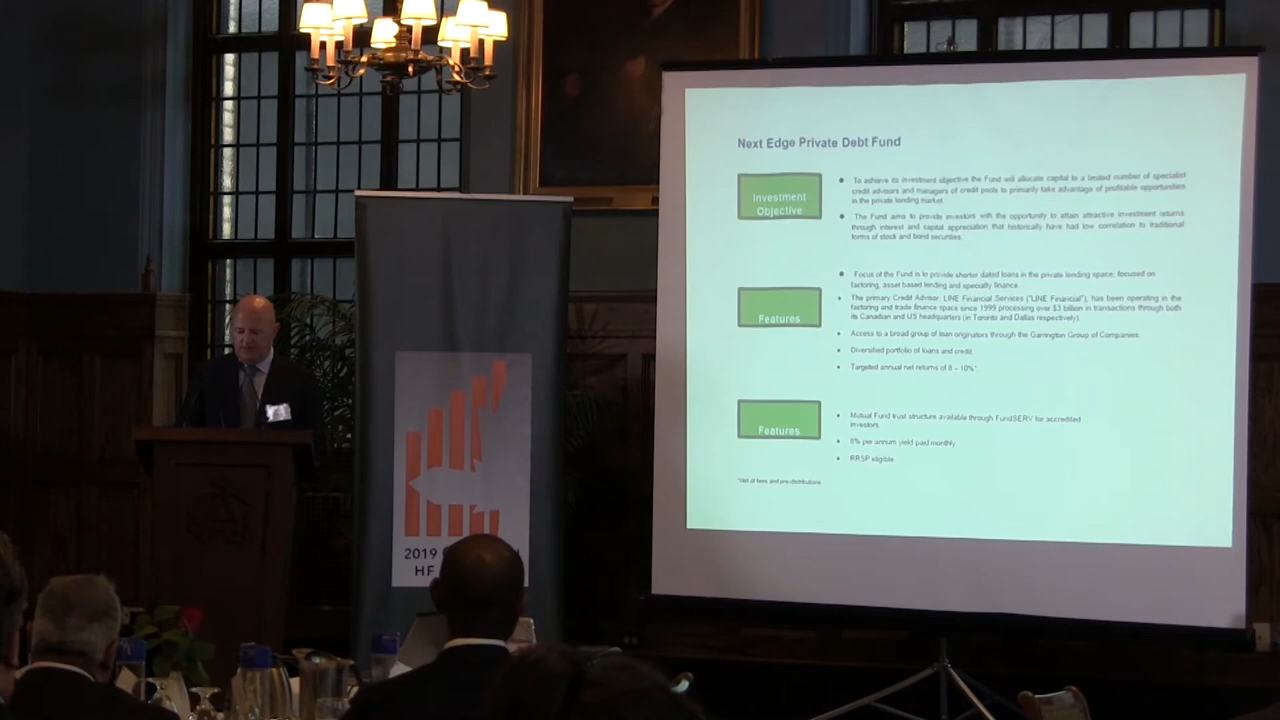 Next Edge Private Debt Fund
Investment
Objective
To achieve its investment objective the Fund will allocate capital to a limited number of specialist
credit advisors and managers of credit pools to primarily take advantage of profitable opportunities
in the private lending market.
The Fund aims to provide investors with the opportunity to attain attractive investment returns
through interest and capital appreciation that historically have had low correlation to traditional
forms of stock and bond securities.
Features
Focus of the Fund is to provide shorter dated loans in the private lending space, focused on
factoring, asset based lending and specialty finance.
The primary Credit Advisor, LINE Financial Services ("LINE Financial"), has been operating in the
factoring and trade finance space since 1999 processing over $3 billion in transactions through both
its Canadian and US headquarters (in Toronto and Dallas respectively).
Access to a broad group of loan originators through the Garrington Group of Companies.
Diversified portfolio of loans and credit.
Targeted annual net returns of 8 – 10%*
Features
Mutual Fund trust structure available through FundSERV for accredited
investors.
8% per annum yield paid monthly.
RRSP eligible.
*Net of fees and pre-distributions
2019
HF